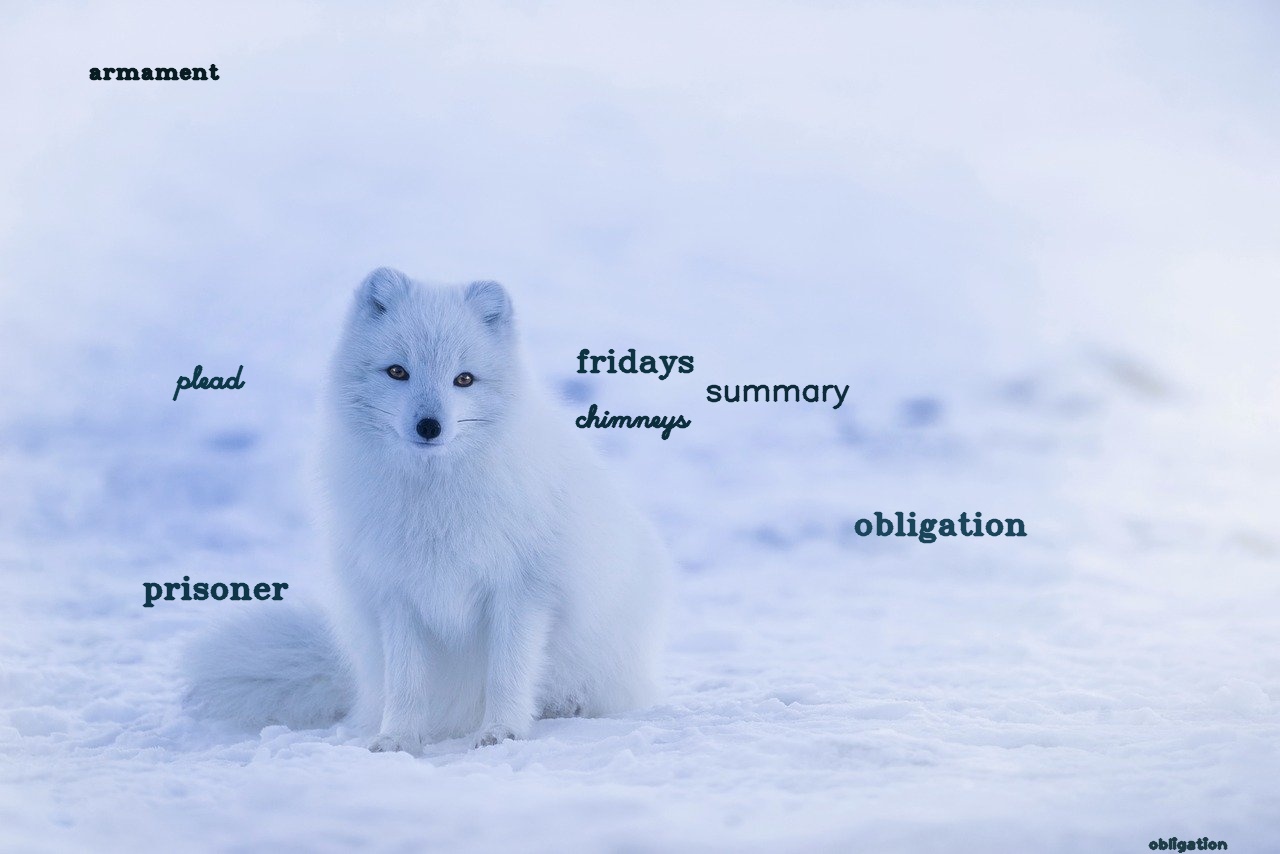 armament
fridays
plead
summary
chimneys
obligation
prisoner
obligation